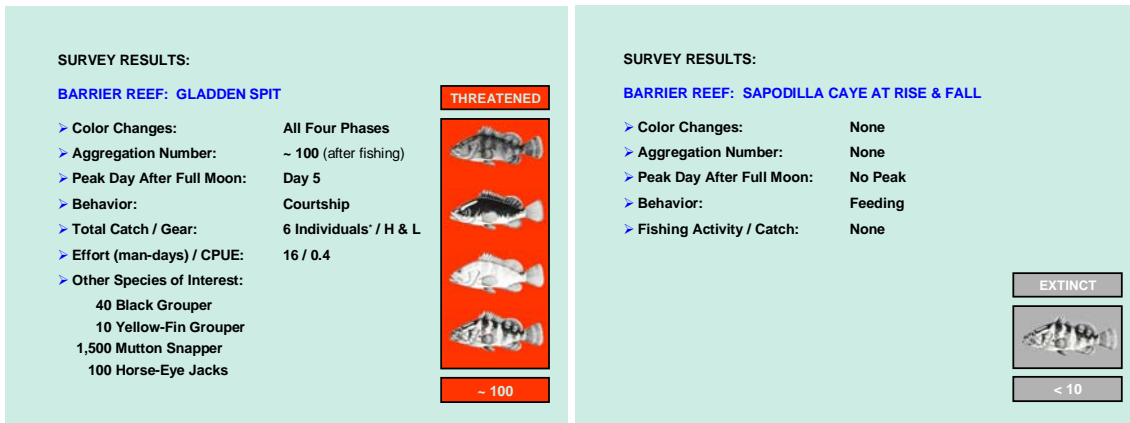 SURVEY RESULTS:
BARRIER REEF: GLADDEN SPIT
THREATENED
➢ Color Changes: All Four Phases
➢ Aggregation Number: ~ 100 (after fishing)
➢ Peak Day After Full Moon: Day 5
➢ Behavior: Courtship
➢ Total Catch / Gear: 6 Individuals* / H & L
➢ Effort (man-days) / CPUE: 16 / 0.4
➢ Other Species of Interest:
40 Black Grouper
10 Yellow-Fin Grouper
1,500 Mutton Snapper
100 Horse-Eye Jacks
~ 100
SURVEY RESULTS:
BARRIER REEF: SAPODILLA CAYE AT RISE & FALL
➢ Color Changes: None
➢ Aggregation Number: None
➢ Peak Day After Full Moon: No Peak
➢ Behavior: Feeding
➢ Fishing Activity / Catch: None
EXTINCT
< 10